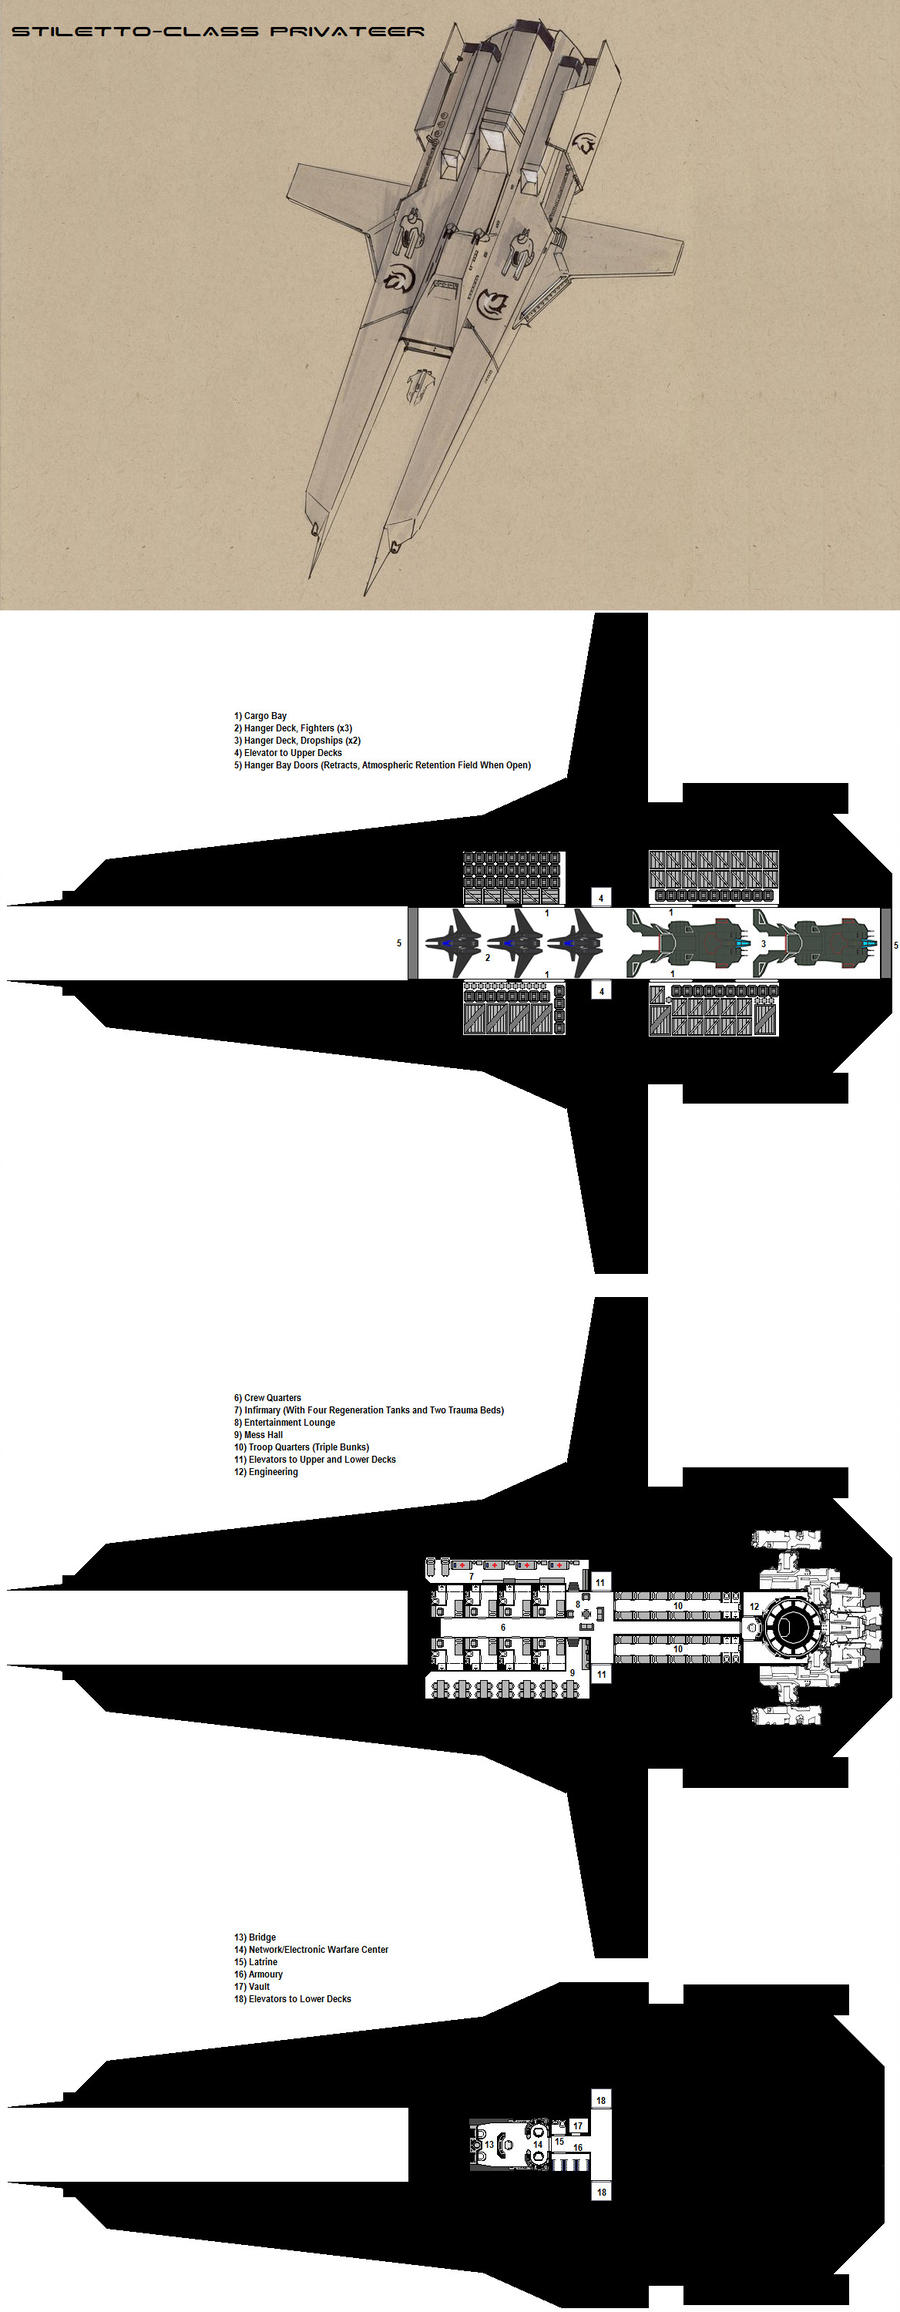 STILETTO-CLASS PRIVATEER
1) Cargo Bay
2) Hanger Deck, Fighters (x3)
3) Hanger Deck, Dropships (x2)
4) Elevator to Upper Decks
5) Hanger Bay Doors (Retracts, Atmospheric Retention Field When Open)
4
1
1
5
2
3
5
1
1
4
6) Crew Quarters
7) Infirmary (With Four Regeneration Tanks and Two Trauma Beds)
8) Entertainment Lounge
9) Mess Hall
10) Troop Quarters (Triple Bunks)
11) Elevators to Upper and Lower Decks
12) Engineering
7
11
8
10
12
6
10
9
11
13) Bridge
14) Network/Electronic Warfare Center
15) Latrine
16) Armoury
17) Vault
18) Elevators to Lower Decks
18
17
13
14
15
16
18